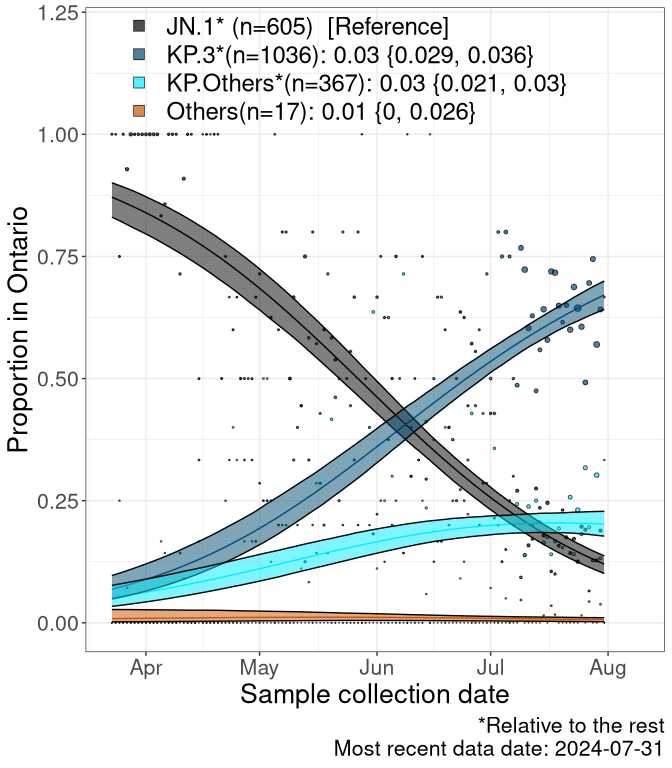 JN.1* (n=605)  [Reference]
KP.3*(n=1036): 0.03 {0.029, 0.036}
KP.Others*(n=367): 0.03 {0.021, 0.03}
Others(n=17): 0.01 {0, 0.026}
1.25
1.00
0.75
0.50
0.25
0.00
Proportion in Ontario
Apr May Jun Jul Aug
Sample collection date
*Relative to the rest
Most recent data date: 2024-07-31